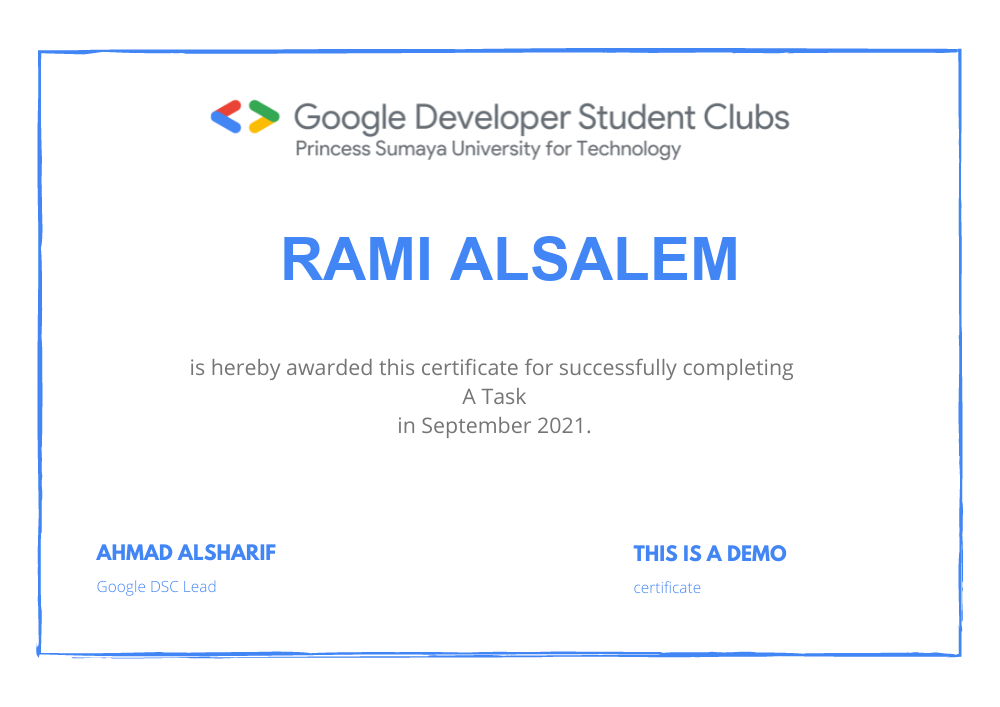 Google Developer Student Clubs
Princess Sumaya University for Technology
RAMI ALSALEM
is hereby awarded this certificate for successfully completing
A Task
in September 2021.
AHMAD ALSHARIF
Google DSC Lead
THIS IS A DEMO
certificate